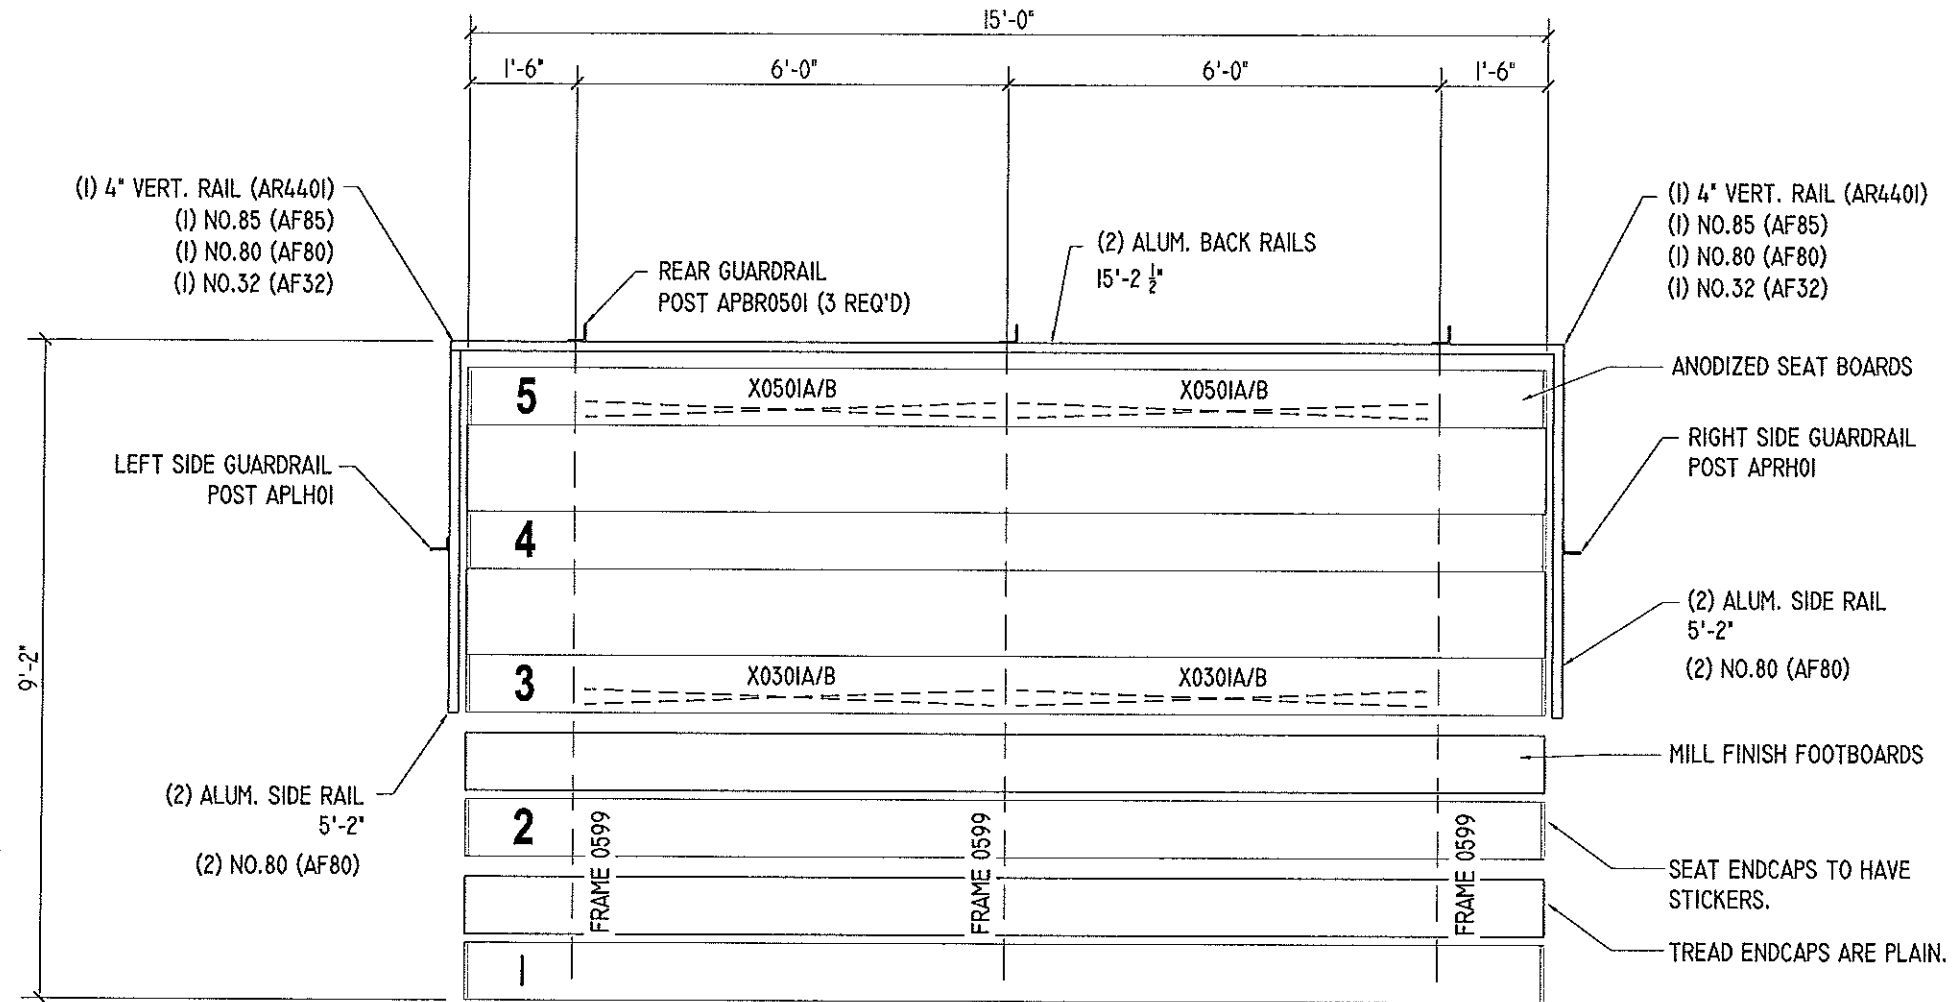 15'-0"
1'-6"
6'-0"
6'-0"
1'-6"
(1) 4" VERT. RAIL (AR4401)
(1) NO.85 (AF85)
(1) NO.80 (AF80)
(1) NO.32 (AF32)
REAR GUARDRAIL
POST APBR0501 (3 REQ'D)
(2) ALUM. BACK RAILS
15'-2 1/2"
(1) 4" VERT. RAIL (AR4401)
(1) NO.85 (AF85)
(1) NO.80 (AF80)
(1) NO.32 (AF32)
ANODIZED SEAT BOARDS
5
X0501A/B
X0501A/B
LEFT SIDE GUARDRAIL
POST APLH01
RIGHT SIDE GUARDRAIL
POST APRH01
4
9'-2"
(2) ALUM. SIDE RAIL
5'-2"
(2) NO.80 (AF80)
3
X0301A/B
X0301A/B
MILL FINISH FOOTBOARDS
(2) ALUM. SIDE RAIL
5'-2"
(2) NO.80 (AF80)
2
FRAME 0599
FRAME 0599
FRAME 0599
SEAT ENDCAPS TO HAVE
STICKERS.
TREAD ENDCAPS ARE PLAIN.
1